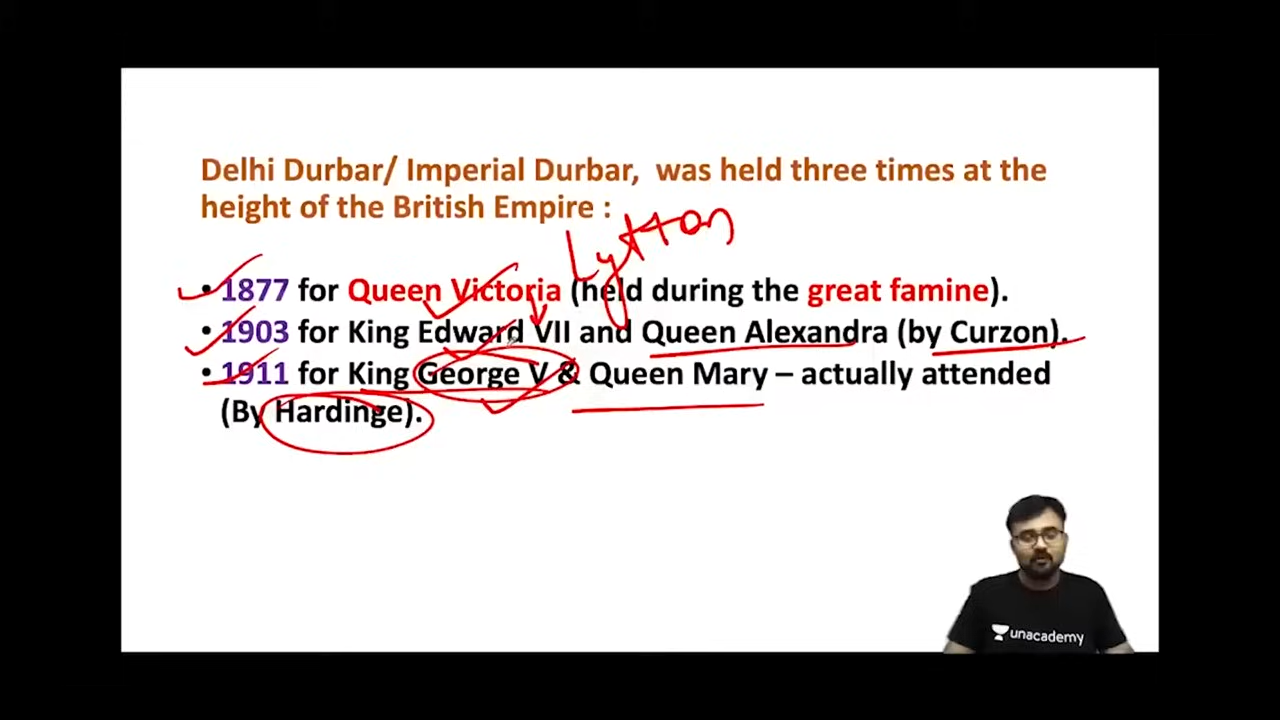 Delhi Durbar/ Imperial Durbar, was held three times at the
height of the British Empire :
Lytton
• 1877 for Queen Victoria (held during the great famine).
• 1903 for King Edward VII and Queen Alexandra (by Curzon).
• 1911 for King George V & Queen Mary – actually attended
(By Hardinge).
unacademy